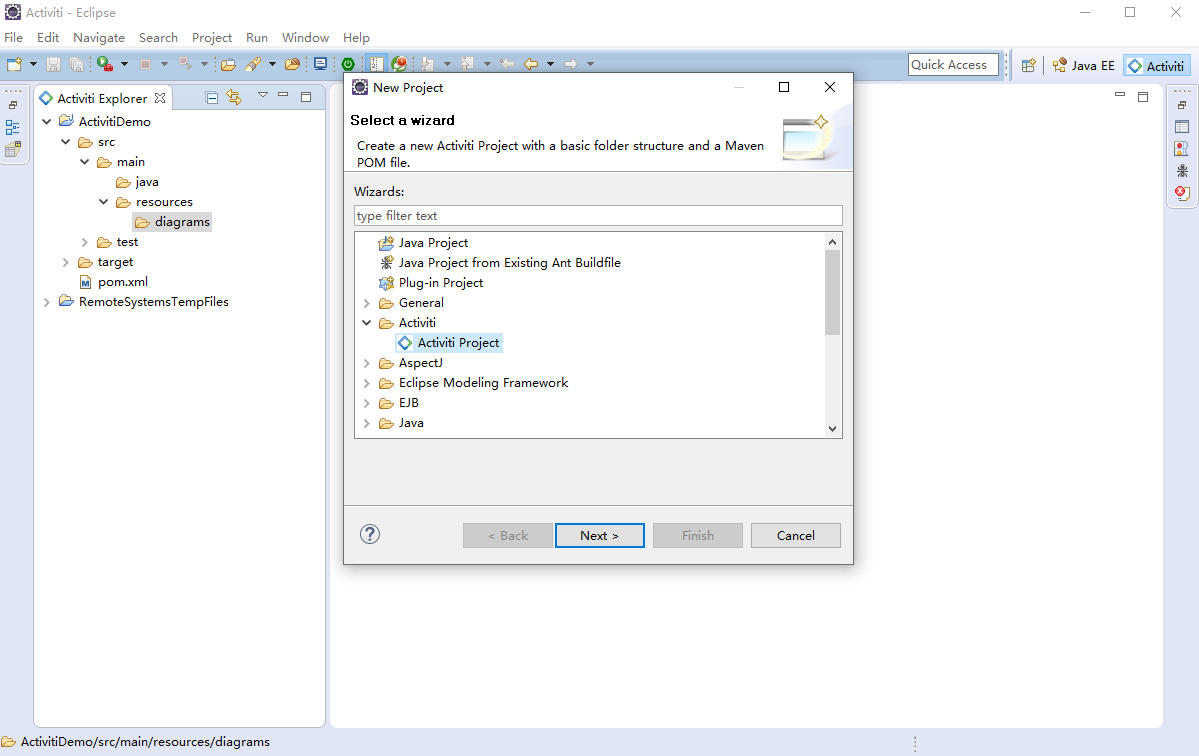 Activiti - Eclipse
File Edit Navigate Search Project Run Window Help
Quick Access
Java EE
Activiti
Activiti Explorer
ActivitiDemo
src
main
java
resources
diagrams
test
target
pom.xml
RemoteSystemsTempFiles
New Project
Select a wizard
Create a new Activiti Project with a basic folder structure and a Maven
POM file.
Wizards:
type filter text
Java Project
Java Project from Existing Ant Buildfile
Plug-in Project
General
Activiti
Activiti Project
AspectJ
Eclipse Modeling Framework
EJB
Java
?
< Back
Next >
Finish
Cancel
ActivitiDemo/src/main/resources/diagrams